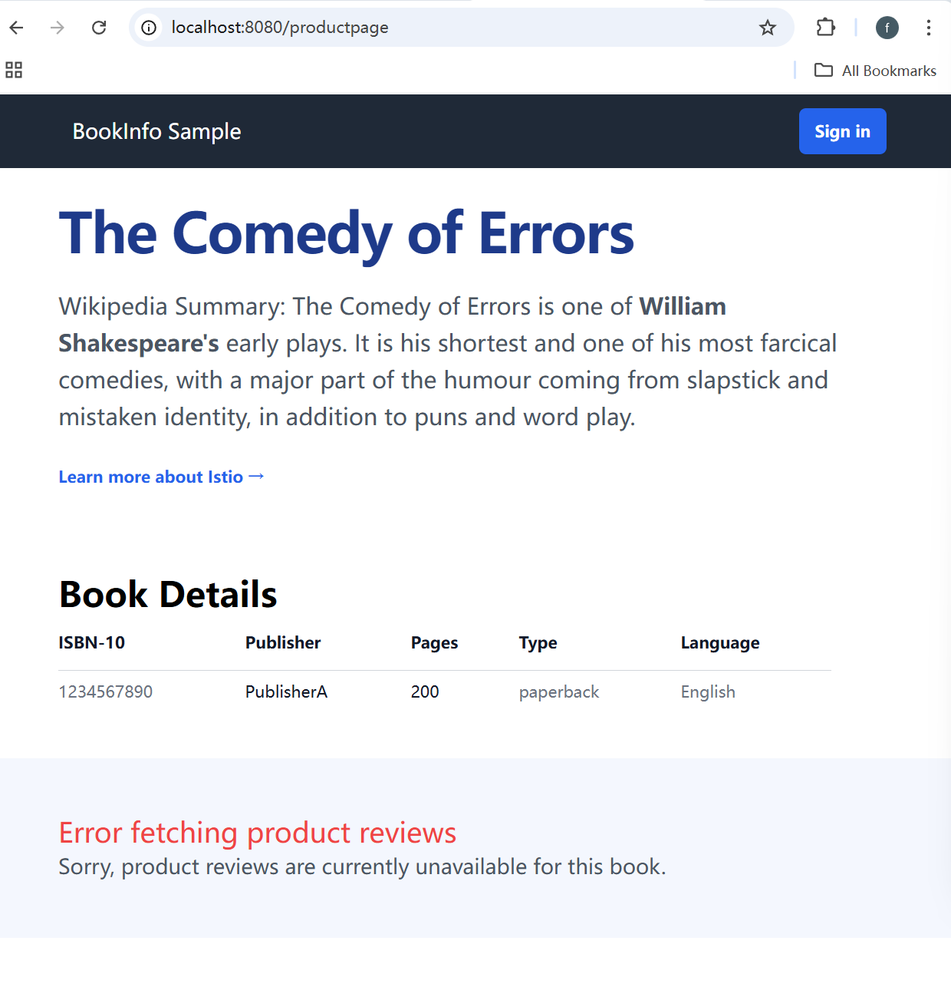 localhost:8080/productpage
f
All Bookmarks
BookInfo Sample
Sign in
The Comedy of Errors
Wikipedia Summary: The Comedy of Errors is one of William
Shakespeare's early plays. It is his shortest and one of his most farcical
comedies, with a major part of the humour coming from slapstick and
mistaken identity, in addition to puns and word play.
Learn more about Istio →
Book Details
ISBN-10 Publisher Pages Type Language
1234567890 PublisherA 200 paperback English
Error fetching product reviews
Sorry, product reviews are currently unavailable for this book.